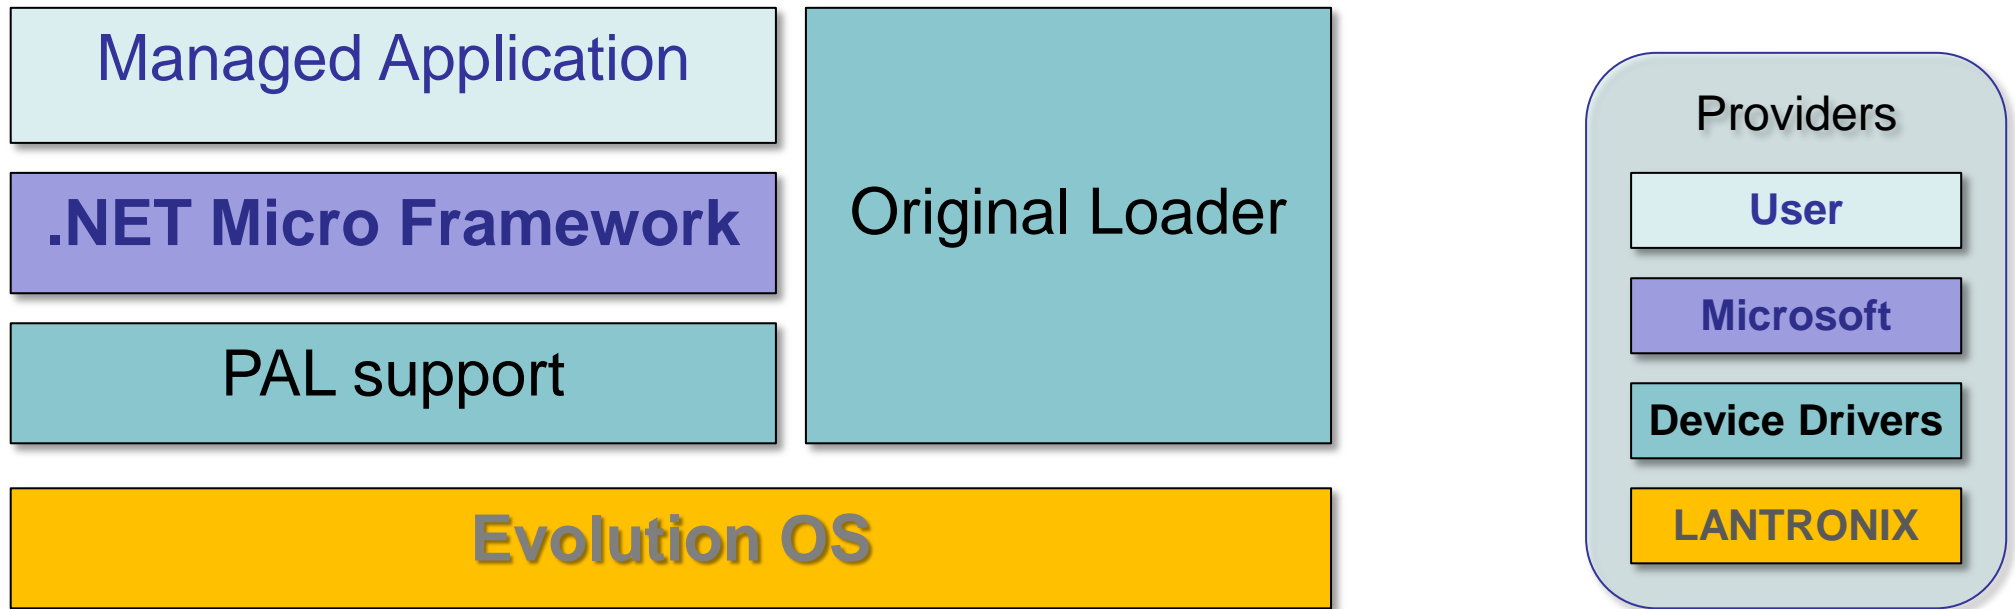 Managed Application
.NET Micro Framework
PAL support
Original Loader
Evolution OS
Providers
User
Microsoft
Device Drivers
LANTRONIX